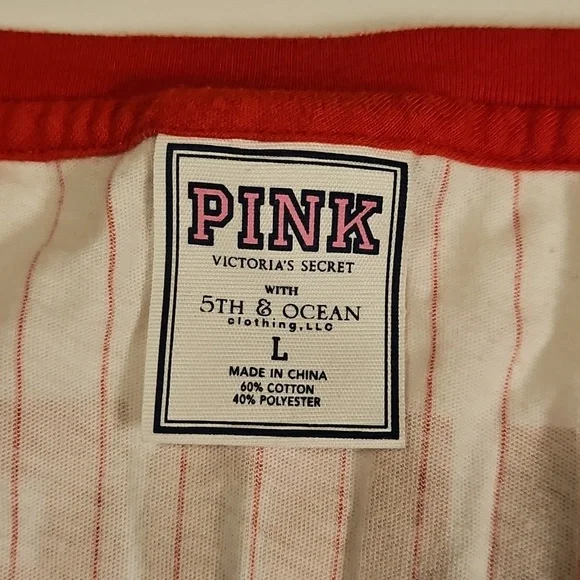 PINK
VICTORIA'S SECRET
WITH
5TH & OCEAN
clothing,LLC
L
MADE IN CHINA
60% COTTON
40% POLYESTER